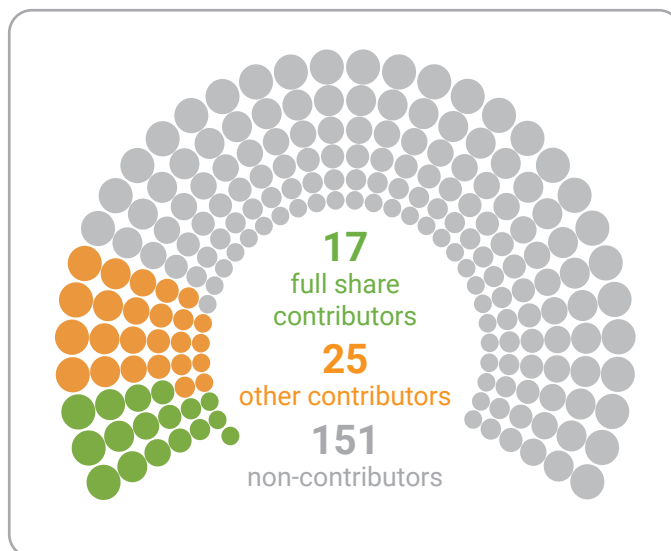 17
full share
contributors
25
other contributors
151
non-contributors